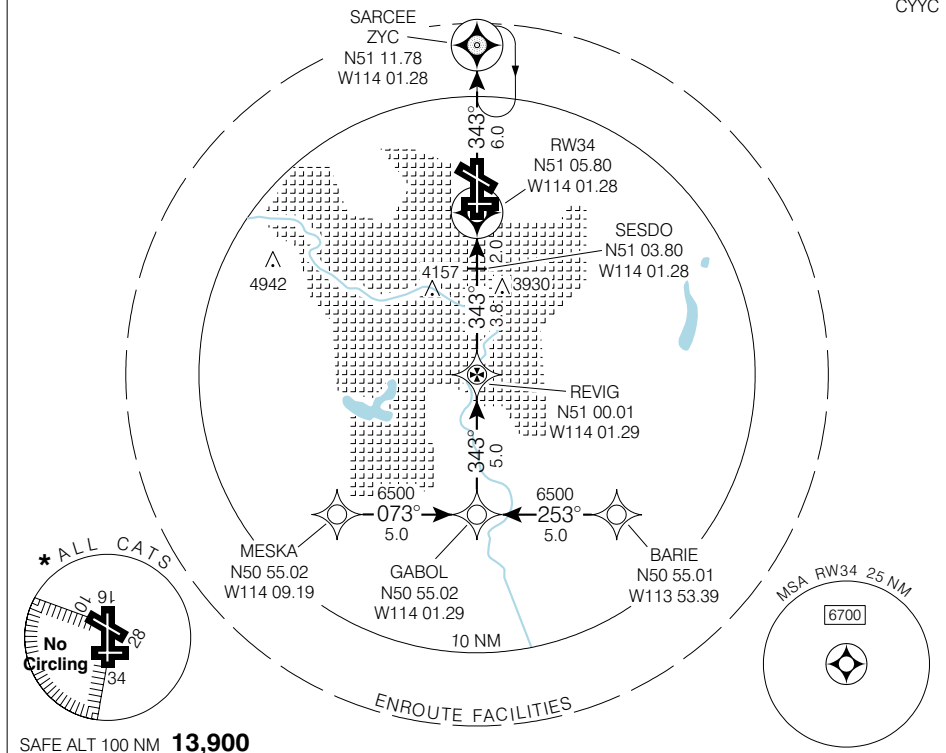 CYYC
SARCEE
ZYC
N51 11.78
W114 01.28
343°
6.0
RW34
N51 05.80
W114 01.28
SESDO
N51 03.80
W114 01.28
2.0
4942
4157
3930
343°
3.8
REVIG
N51 00.01
W114 01.29
343°
5.0
6500
073°
5.0
6500
253°
5.0
MESKA
N50 55.02
W114 09.19
GABOL
N50 55.02
W114 01.29
BARIE
N50 55.01
W113 53.39
10 NM
ENROUTE FACILITIES
* ALL CATS
16
10
28
34
No
Circling
MSA RW34 25 NM
6700
SAFE ALT 100 NM 13,900